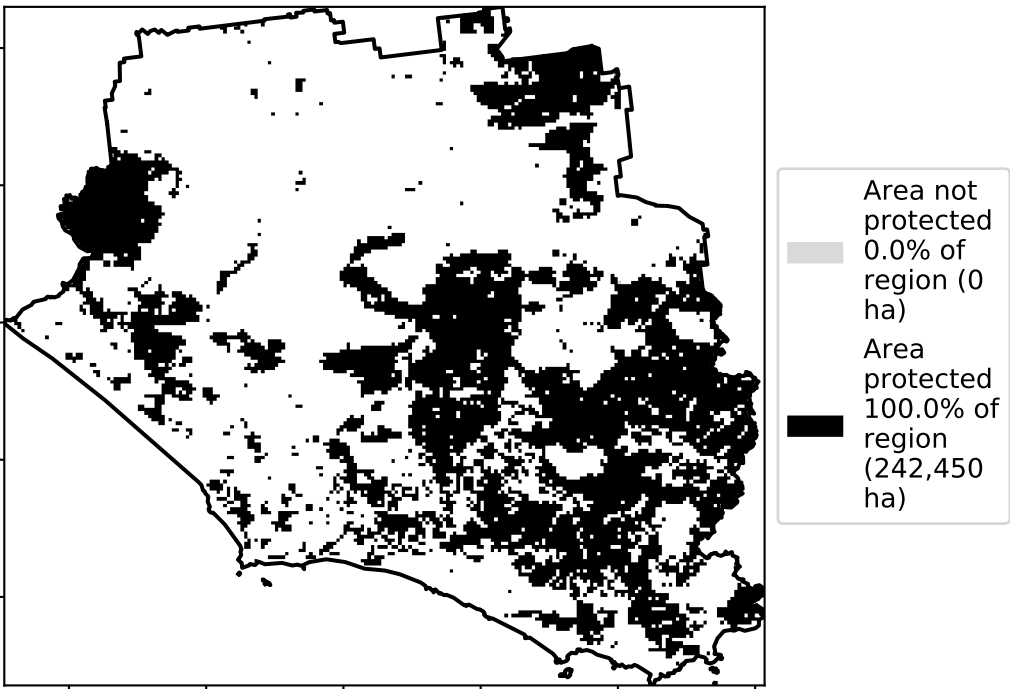 Area not
protected
0.0% of
region (0
ha)
Area
protected
100.0% of
region
(242,450
ha)